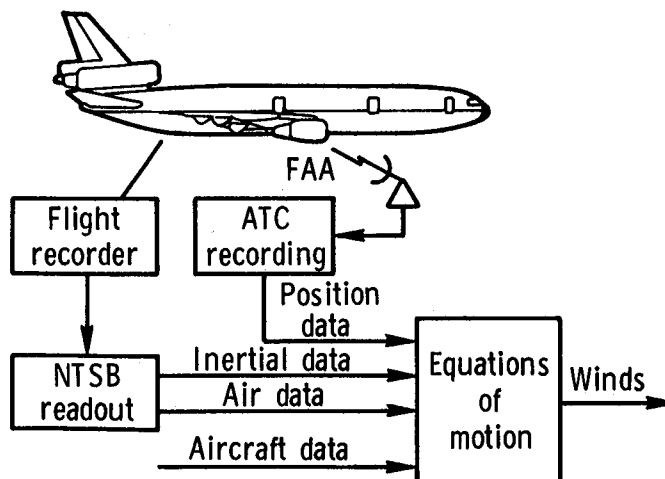 FAA
Flight
recorder
ATC
recording
Position
data
NTSB
readout
Inertial data
Air data
Aircraft data
Equations
of
motion
Winds